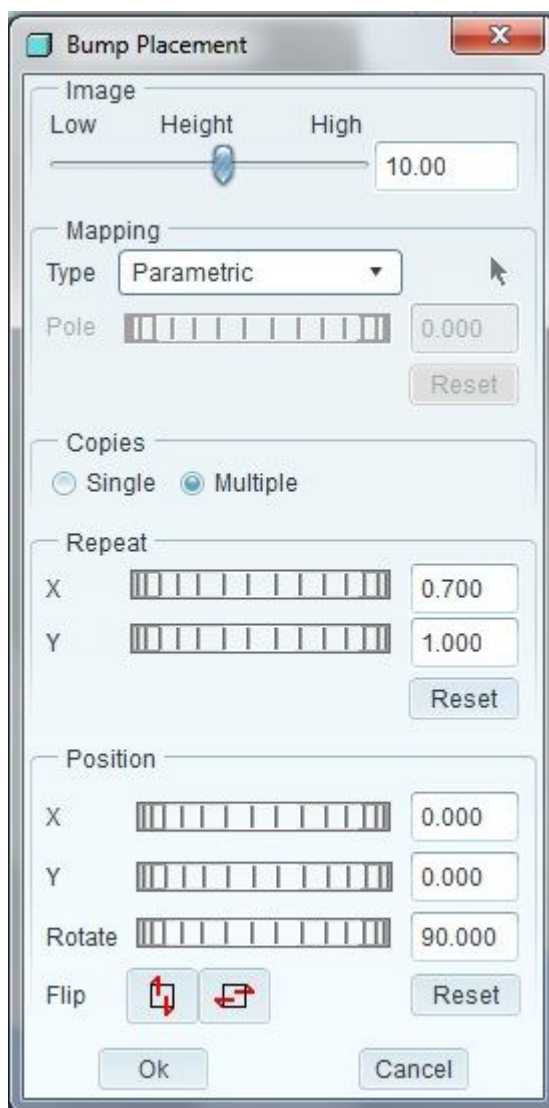 Bump Placement
Image
Low Height High
10.00
Mapping
Type Parametric
Pole 0.000
Reset
Copies
Single Multiple
Repeat
X 0.700
Y 1.000
Reset
Position
X 0.000
Y 0.000
Rotate 90.000
Flip Reset
Ok Cancel